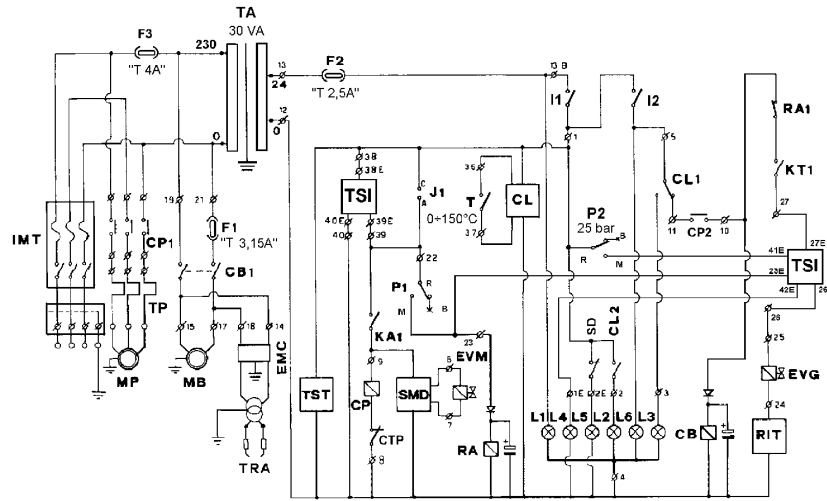 TA
30 VA
F3
"T 4A"
230
13
24
F2
"T 2,5A"
12
0
0
13 B
I1
I2
1
5
RA1
KT1
27
38
38E
TSI
40E
39E
40
39
C
A
J1
36
T
0÷150°C
37
CL
P2
25 bar
B
R
M
CL1
11
CP2
10
27E
41E
23E
42E
TSI
26
26
25
EVG
24
RIT
19
21
F1
"T 3,15A"
IMT
CP1
CB1
TP
15
17
18
14
MP
MB
EMC
TRA
22
P1
R
M
B
KA1
9
CP
CTP
8
TST
SMD
6
7
EVM
23
RA
+
SD
CL2
1E
2E
2
3
L1
L4
L5
L2
L6
L3
4
CB
+